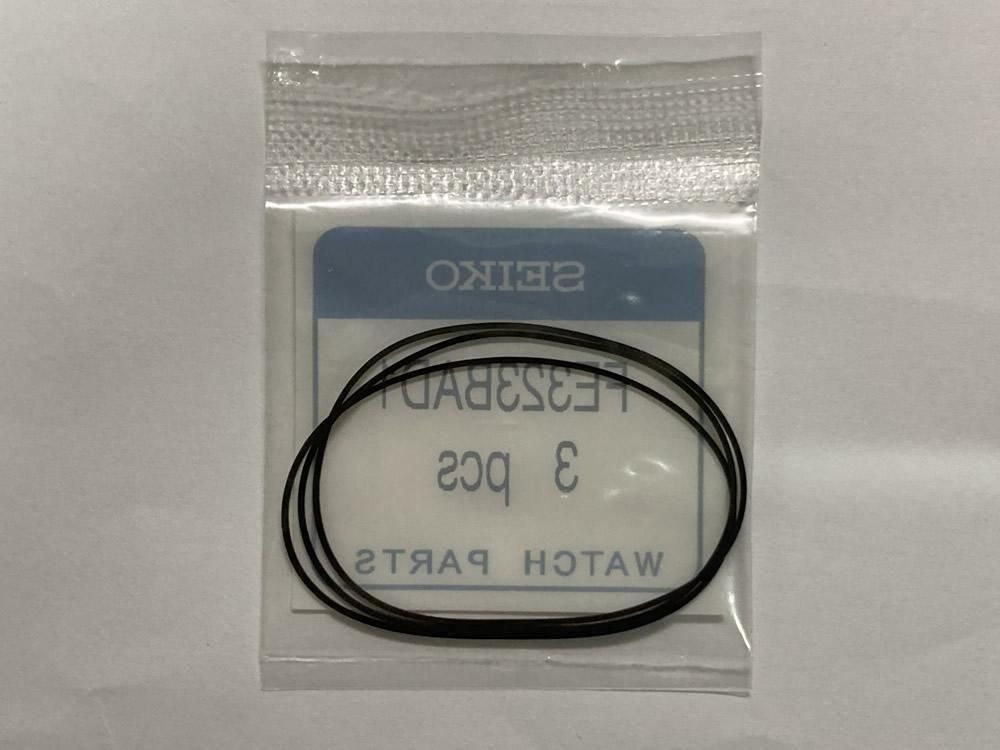 SEIKO
FE323BAD1
3 pcs
WATCH PARTS